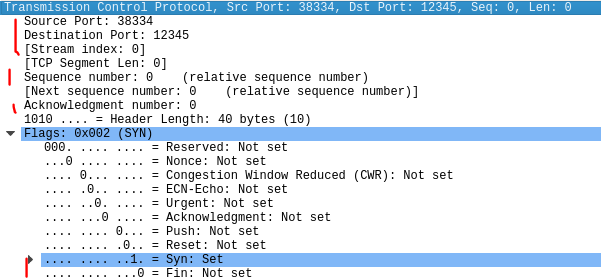 Transmission Control Protocol, Src Port: 38334, Dst Port: 12345, Seq: 0, Len: 0
Source Port: 38334
Destination Port: 12345
[Stream index: 0]
[TCP Segment Len: 0]
Sequence number: 0    (relative sequence number)
[Next sequence number: 0    (relative sequence number)]
Acknowledgment number: 0
1010 .... = Header Length: 40 bytes (10)
Flags: 0x002 (SYN)
000. .... .... = Reserved: Not set
...0 .... .... = Nonce: Not set
.... 0... .... = Congestion Window Reduced (CWR): Not set
.... .0.. .... = ECN-Echo: Not set
.... ..0. .... = Urgent: Not set
.... ...0 .... = Acknowledgment: Not set
.... .... 0... = Push: Not set
.... .... .0.. = Reset: Not set
.... .... ..1. = Syn: Set
.... .... ...0 = Fin: Not set